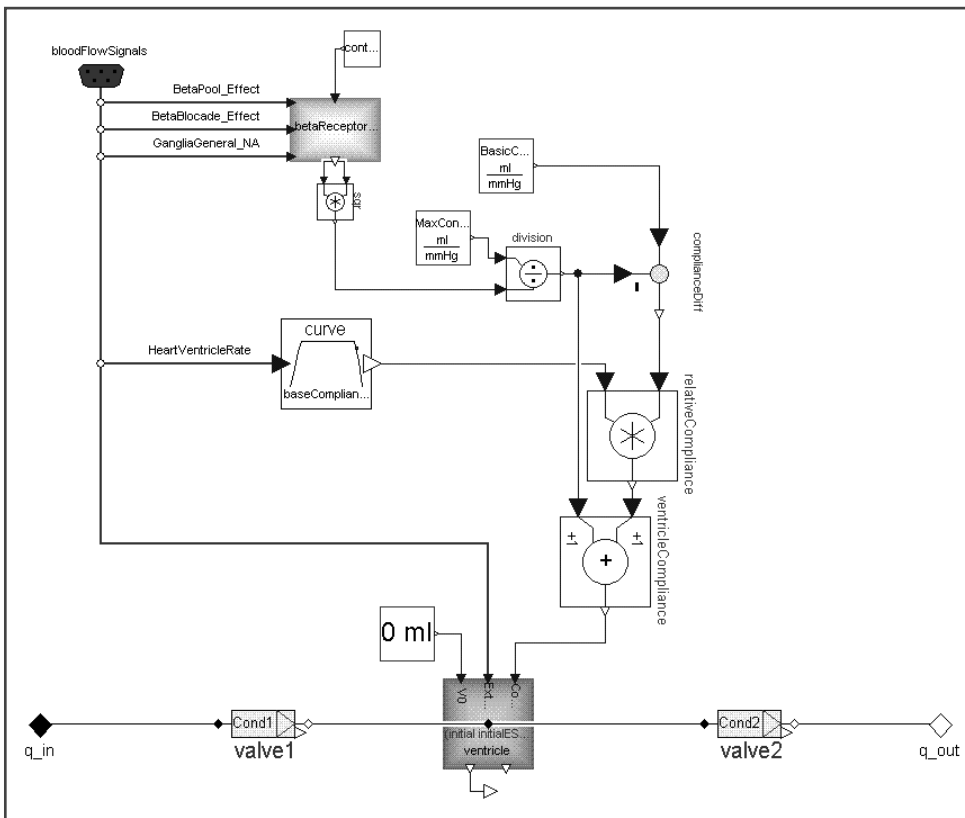 bloodFlowSignals
cont...
BetaPool_Effect
BetaBlocade_Effect
GangliaGeneral_NA
betaReceptor...
sqr
BasicC...
ml
mmHg
MaxCon...
ml
mmHg
division
complianceDiff
-
HeartVentricleRate
curve
baseComplian...
relativeCompliance
ventricleCompliance
+1
+1
+
0 ml
V0
Ext...
Co...
(initial initialES...
ventricle
Cond1
valve1
Cond2
valve2
q_in
q_out